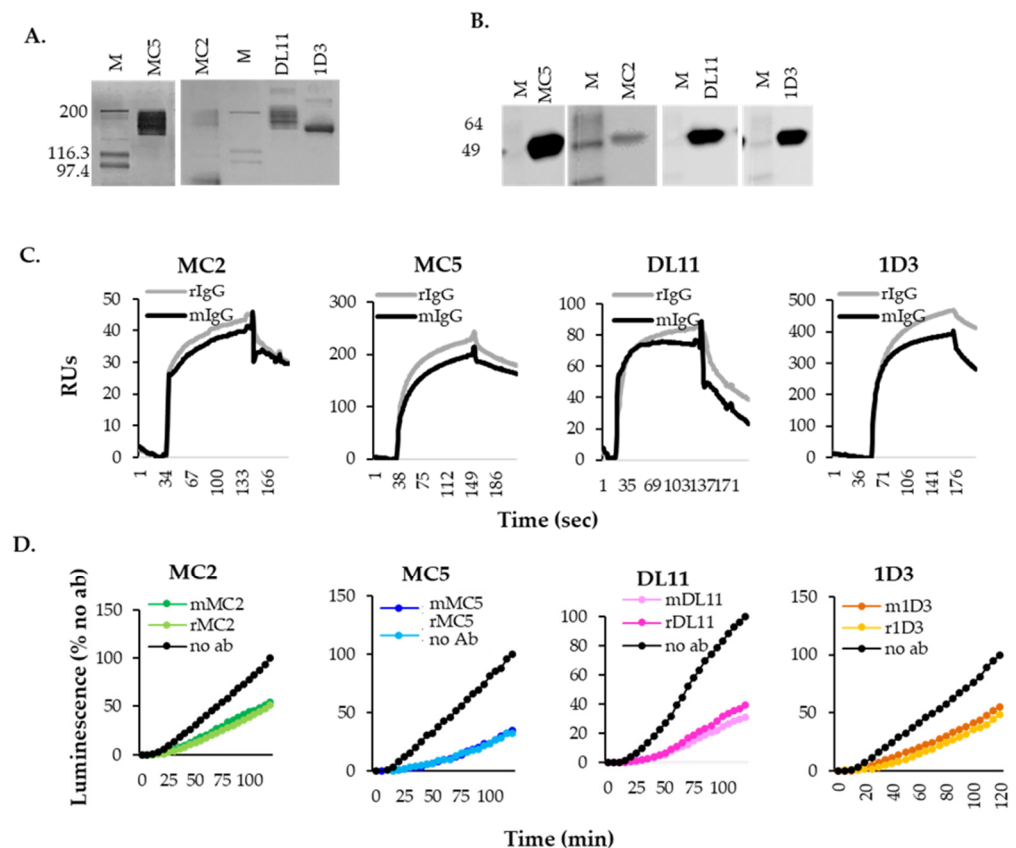 A.
M
MC5
MC2
M
DL11
1D3
200
116.3
97.4
B.
M
MC5
M
MC2
M
DL11
M
1D3
64
49
C.
MC2
rIgG
mIgG
50
40
30
20
10
0
1 34 67 100 133 166
MC5
rIgG
mIgG
300
200
100
0
1 38 75 112 149 186
DL11
rIgG
mIgG
100
80
60
40
20
0
1 35 69 103 137 171
1D3
rIgG
mIgG
500
400
300
200
100
0
1 36 71 106 141 176
RUs
Time (sec)
D.
MC2
mMC2
rMC2
no ab
150
100
50
0
0 25 50 75 100
MC5
mMC5
rMC5
no Ab
150
100
50
0
0 25 50 75 100
DL11
mDL11
rDL11
no ab
100
80
60
40
20
0
0 25 50 75 100
1D3
m1D3
r1D3
no ab
150
100
50
0
0 20 40 60 80 100 120
Luminescence (% no ab)
Time (min)